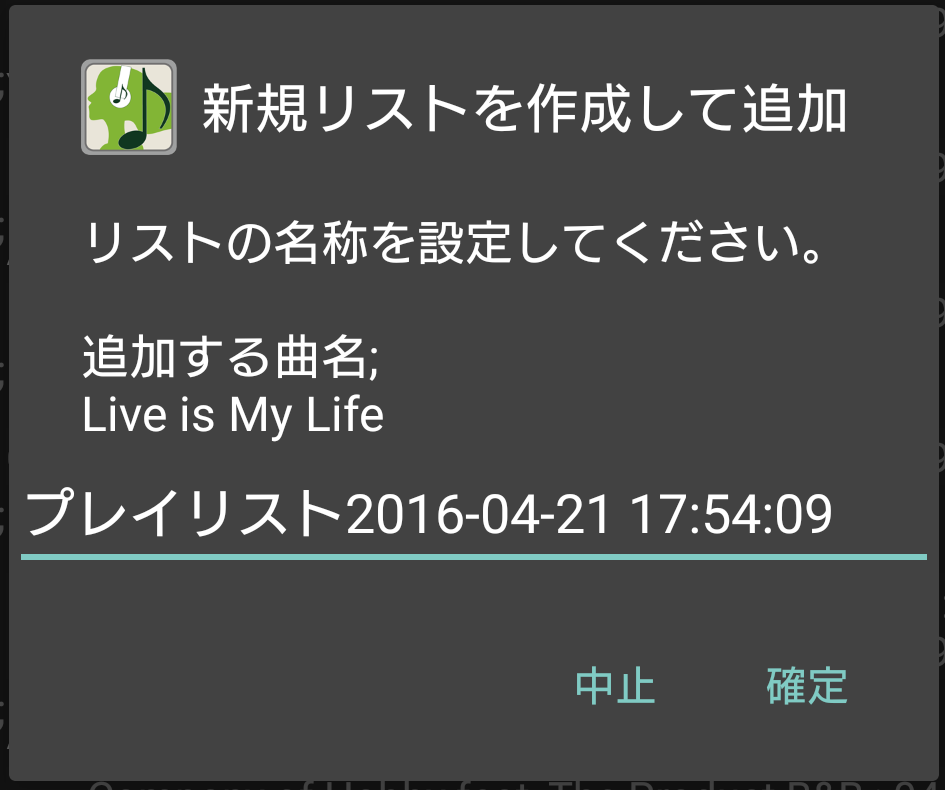 新規リストを作成して追加
リストの名称を設定してください。
追加する曲名;
Live is My Life
プレイリスト2016-04-21 17:54:09
中止
確定